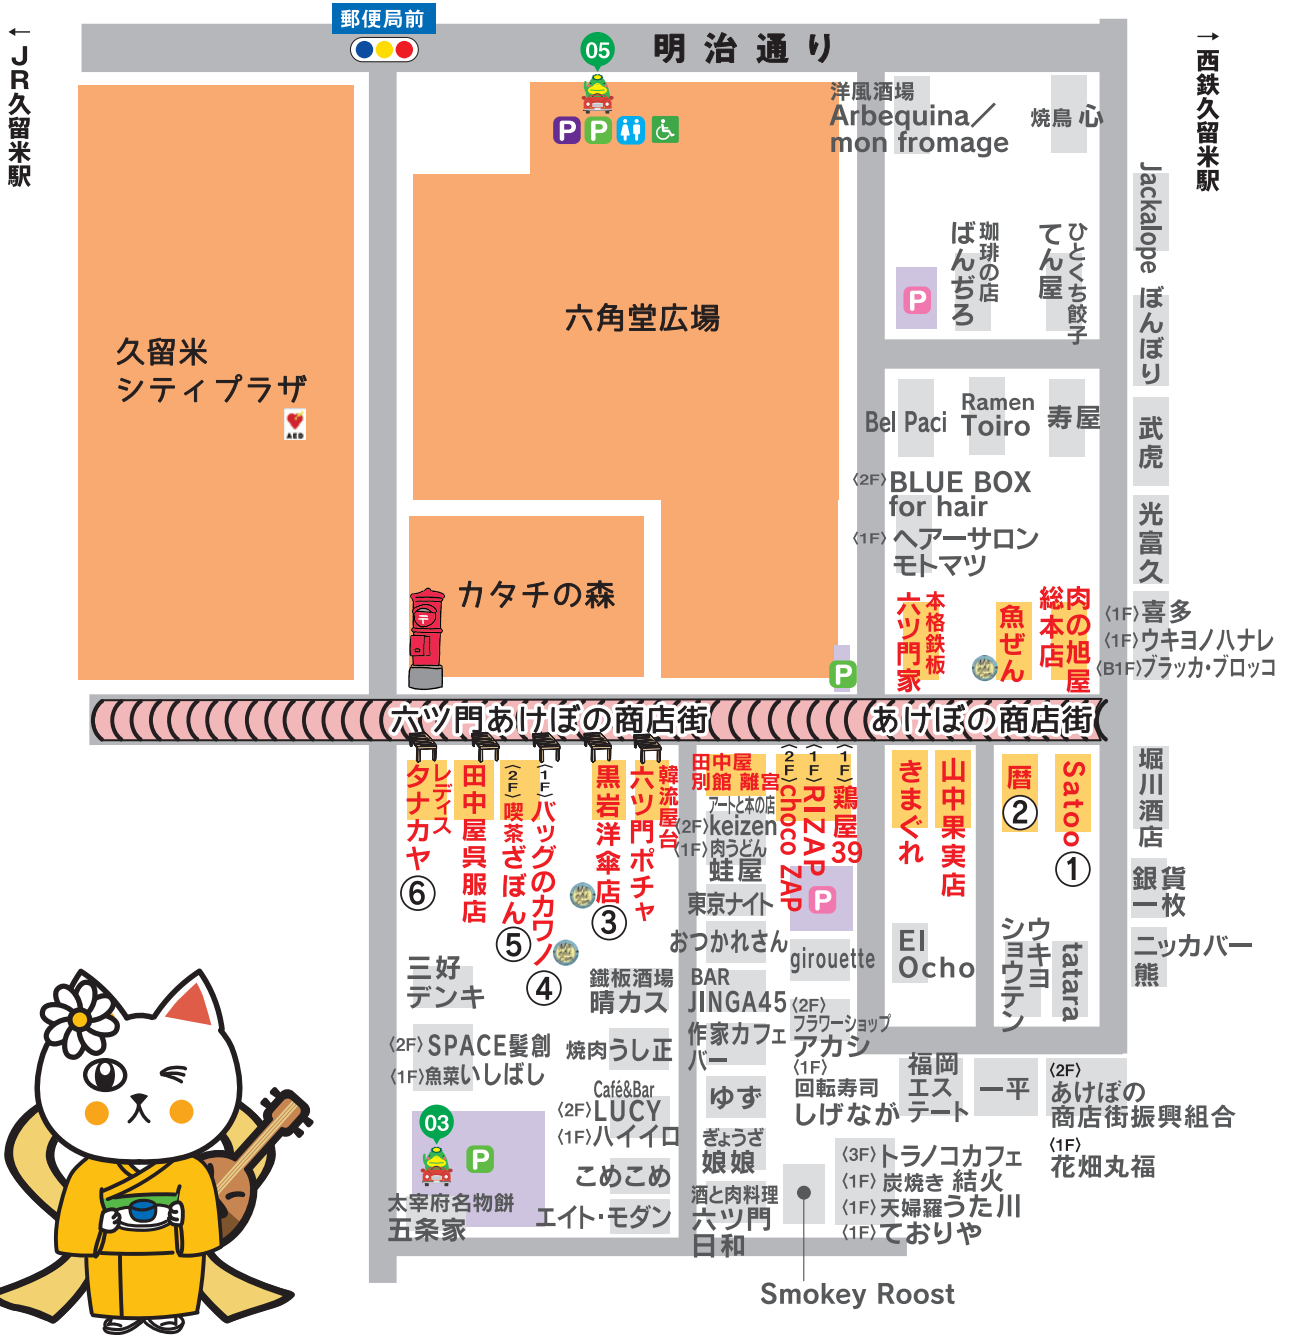 郵便局前
明治通り
←JR久留米駅
→西鉄久留米駅
05
P
P
洋風酒場
Arbequina／
mon fromage
焼鳥 心
Jackalope
珈琲の店
ばんぢろ
ひとくち餃子
てん屋
P
ぼんぼり
六角堂広場
久留米
シティプラザ
AED
Bel Paci
Ramen
Toiro
寿屋
武虎
〈2F〉BLUE BOX
for hair
〈1F〉ヘアーサロン
モトマツ
光富久
カタチの森
〒
本格鉄板
六ツ門家
魚ぜん
肉の旭屋
総本店
〈1F〉喜多
〈1F〉ウキヨノハナレ
〈B1F〉ブラッカ・ブロッコ
P
六ツ門あけぼの商店街
あけぼの商店街
レディス
タナカヤ
⑥
田中屋呉服店
〈2F〉喫茶ざぼん
⑤
〈1F〉バッグのカワノ
④
黒岩洋傘店
③
韓流屋台
六ツ門ポチャ
田中屋
別館 離宮
アートと本の店
〈2F〉keizen
〈1F〉肉うどん
蛙屋
〈2F〉choco ZAP
〈1F〉RIZAP
〈1F〉鶏屋39
P
きまぐれ
山中果実店
暦
②
Satoo
①
堀川酒店
銀貨
一枚
ニッカバー
熊
東京ナイト
おつかれさん
girouette
El
Ocho
ウキヨ
ショウテン
tatara
三好
デンキ
鐵板酒場
晴カス
BAR
JINGA45
作家カフェ
バー
〈2F〉
フラワーショップ
アカシ
〈1F〉
回転寿司
しげなが
〈2F〉SPACE髪創
〈1F〉魚菜いしばし
焼肉うし正
Café&Bar
〈2F〉LUCY
〈1F〉ハイイロ
ゆず
福岡
エス
テート
一平
〈2F〉
あけぼの
商店街振興組合
〈1F〉
花畑丸福
03
P
太宰府名物餅
五条家
こめこめ
エイト・モダン
ぎょうざ
娘娘
酒と肉料理
六ツ門
日和
〈3F〉トラノコカフェ
〈1F〉炭焼き 結火
〈1F〉天婦羅うた川
〈1F〉ておりや
Smokey Roost